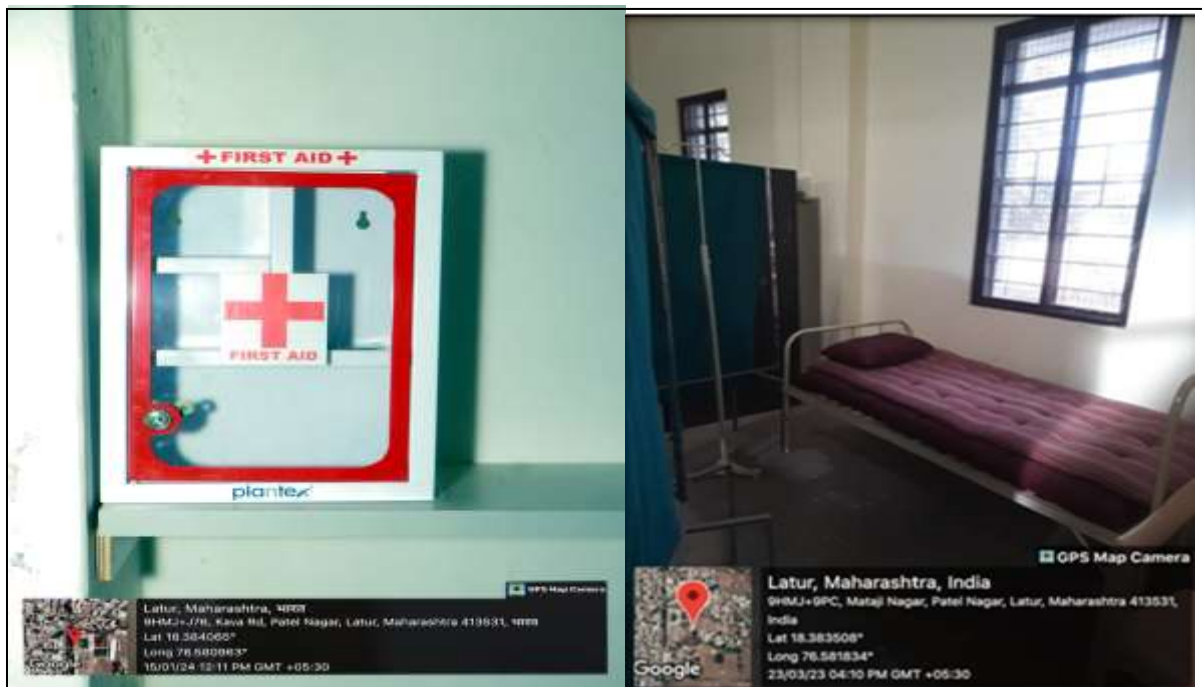 + FIRST AID +
FIRST AID
plantex
GPS Map Camera
Latur, Maharashtra, भारत
Kava Rd, Patel Nagar, Latur, Maharashtra 413531, भारत
Lat 18.384065°
Long 76.580963°
15/01/24 12:11 PM GMT +05:30
Google
GPS Map Camera
Latur, Maharashtra, India
9HMJ+9PC, Mataji Nagar, Patel Nagar, Latur, Maharashtra 413531,
India
Lat 18.383508°
Long 76.581834°
23/03/23 04:10 PM GMT +05:30
Google